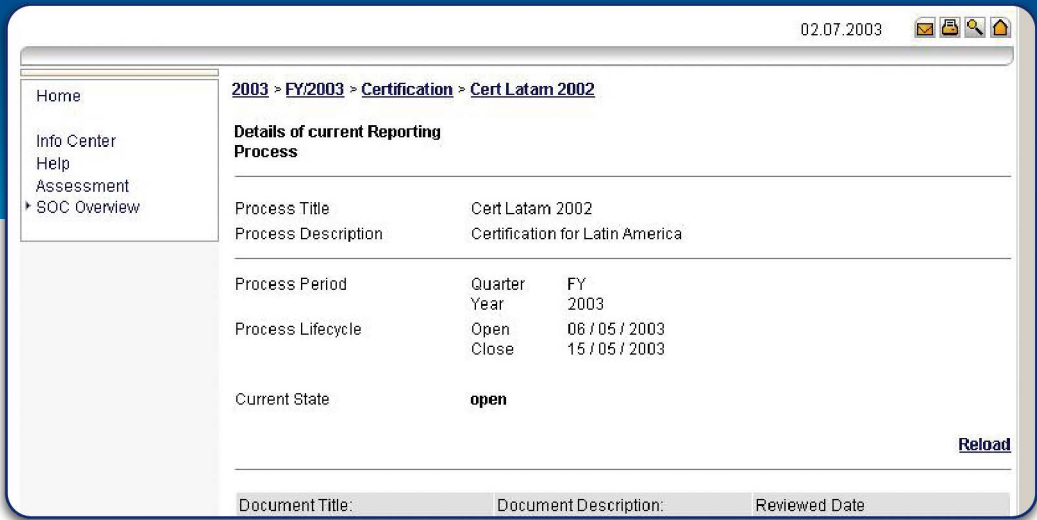 02.07.2003
Home
Info Center
Help
Assessment
SOC Overview
2003 > FY/2003 > Certification > Cert Latam 2002
Details of current Reporting
Process
Process Title Cert Latam 2002
Process Description Certification for Latin America
Process Period Quarter FY
Year 2003
Process Lifecycle Open 06 / 05 / 2003
Close 15 / 05 / 2003
Current State open
Reload
Document Title: Document Description: Reviewed Date